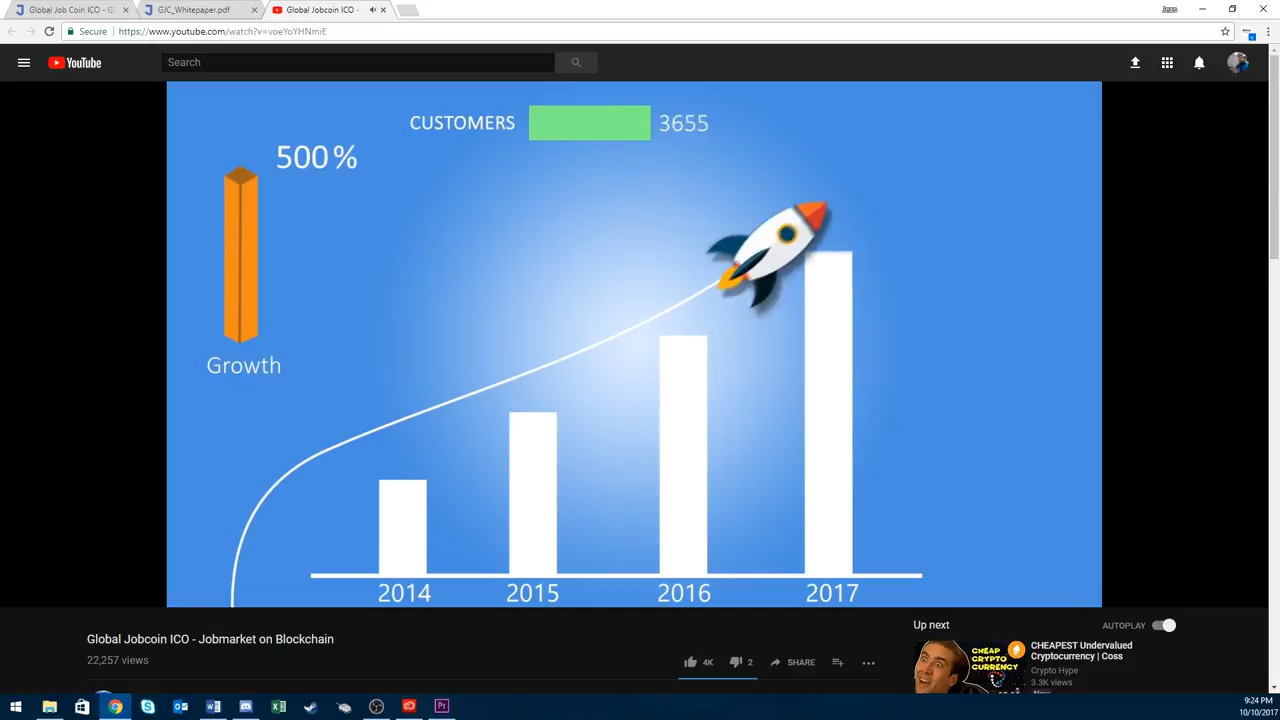 Global Job Coin ICO - G
GJC_Whitepaper.pdf
Global Jobcoin ICO -
Secure
https://www.youtube.com/watch?v=voeYoYHNmiE
YouTube
Search
CUSTOMERS 3655
500%
Growth
2014 2015 2016 2017
Global Jobcoin ICO - Jobmarket on Blockchain
22,257 views
4K 2 SHARE
Up next AUTOPLAY
CHEAP
CRYPTO
CURRENCY
CHEAPEST Undervalued
Cryptocurrency | Coss
Crypto Hype
3.3K views
New
9:24 PM
10/10/2017